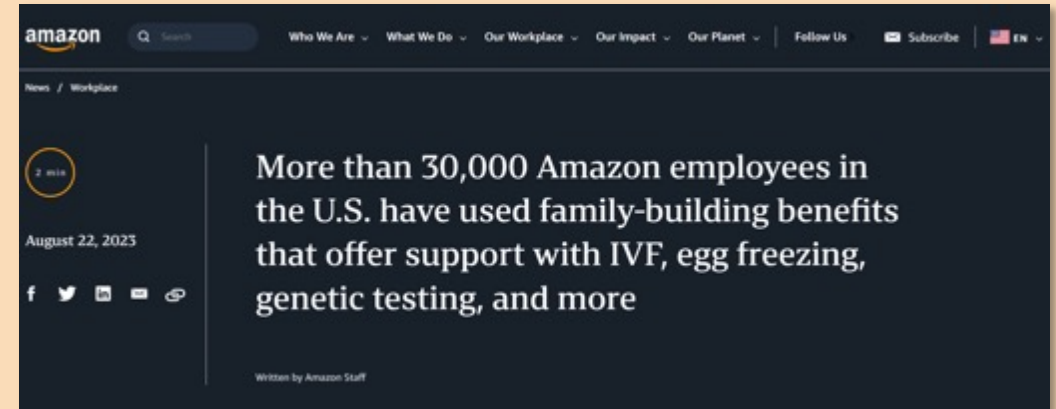 amazon
Search
Who We Are
What We Do
Our Workplace
Our Impact
Our Planet
Follow Us
Subscribe
EN
News / Workplace
2 min
August 22, 2023
More than 30,000 Amazon employees in
the U.S. have used family-building benefits
that offer support with IVF, egg freezing,
genetic testing, and more
Written by Amazon Staff